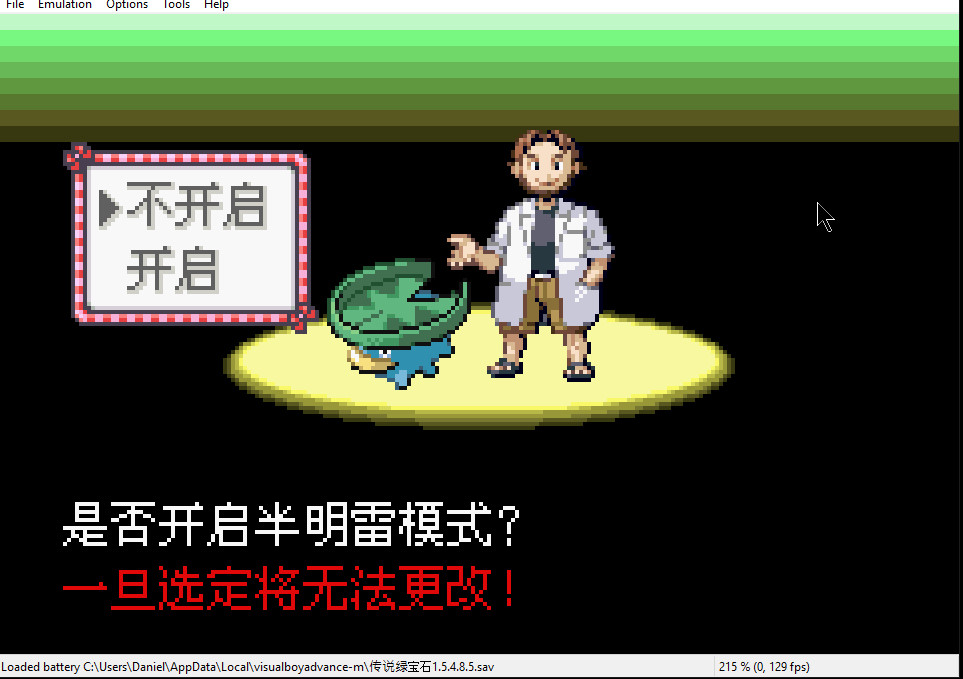 File Emulation Options Tools Help
不开启
开启
是否开启半明雷模式?
一旦选定将无法更改!
Loaded battery C:\Users\Daniel\AppData\Local\visualboyadvance-m\传说绿宝石1.5.4.8.5.sav 215 % (0, 129 fps)